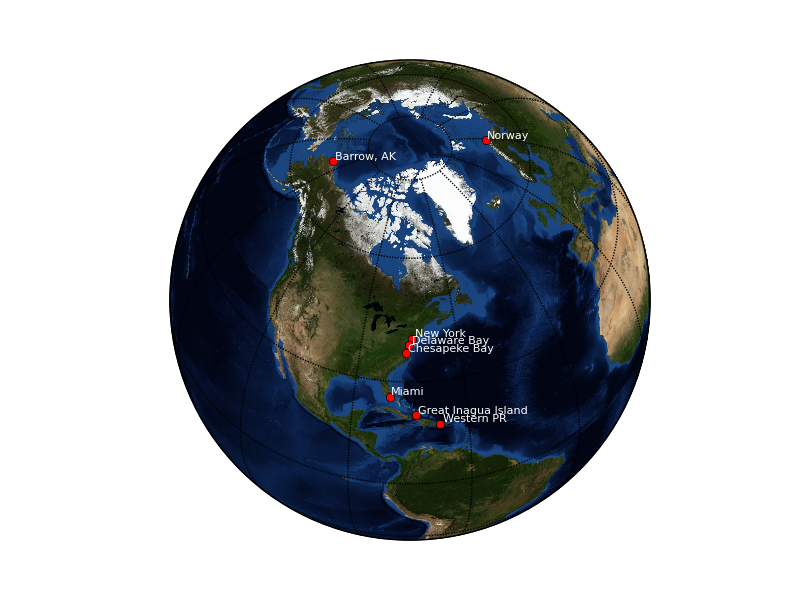 Norway
Barrow, AK
New York
Delaware Bay
Chesapeke Bay
Miami
Great Inagua Island
Western PR